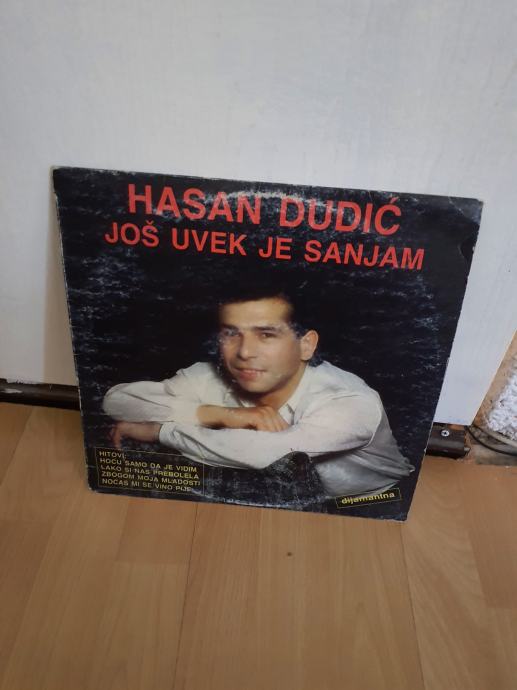 HASAN DUDIĆ
JOŠ UVEK JE SANJAM
HITOVI:
HOĆU SAMO DA JE VIDIM
LAKO SI NAS PREBOLELA
ZBOGOM MOJA MLADOSTI
NOĆAS MI SE VINO PIJE
dijamantna